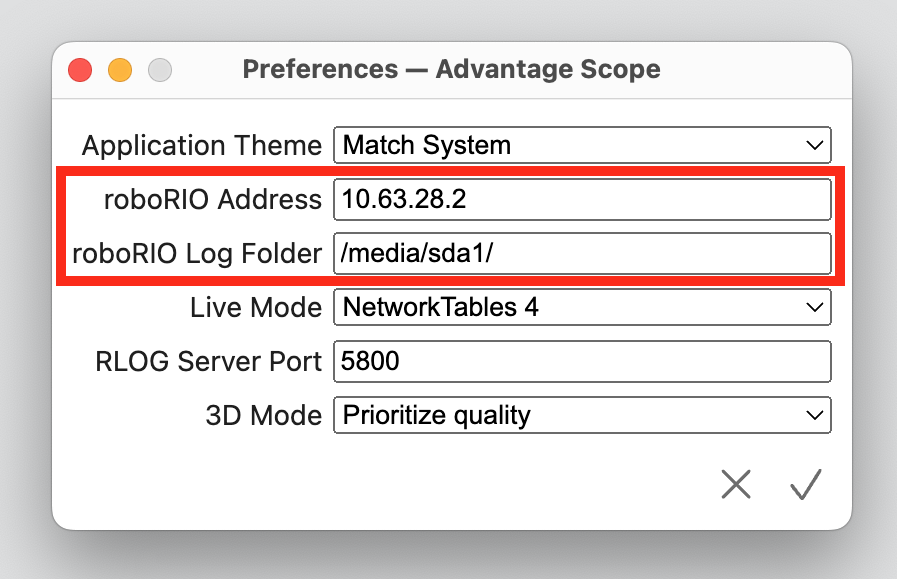 Preferences — Advantage Scope
Application Theme Match System
roboRIO Address 10.63.28.2
roboRIO Log Folder /media/sda1/
Live Mode NetworkTables 4
RLOG Server Port 5800
3D Mode Prioritize quality